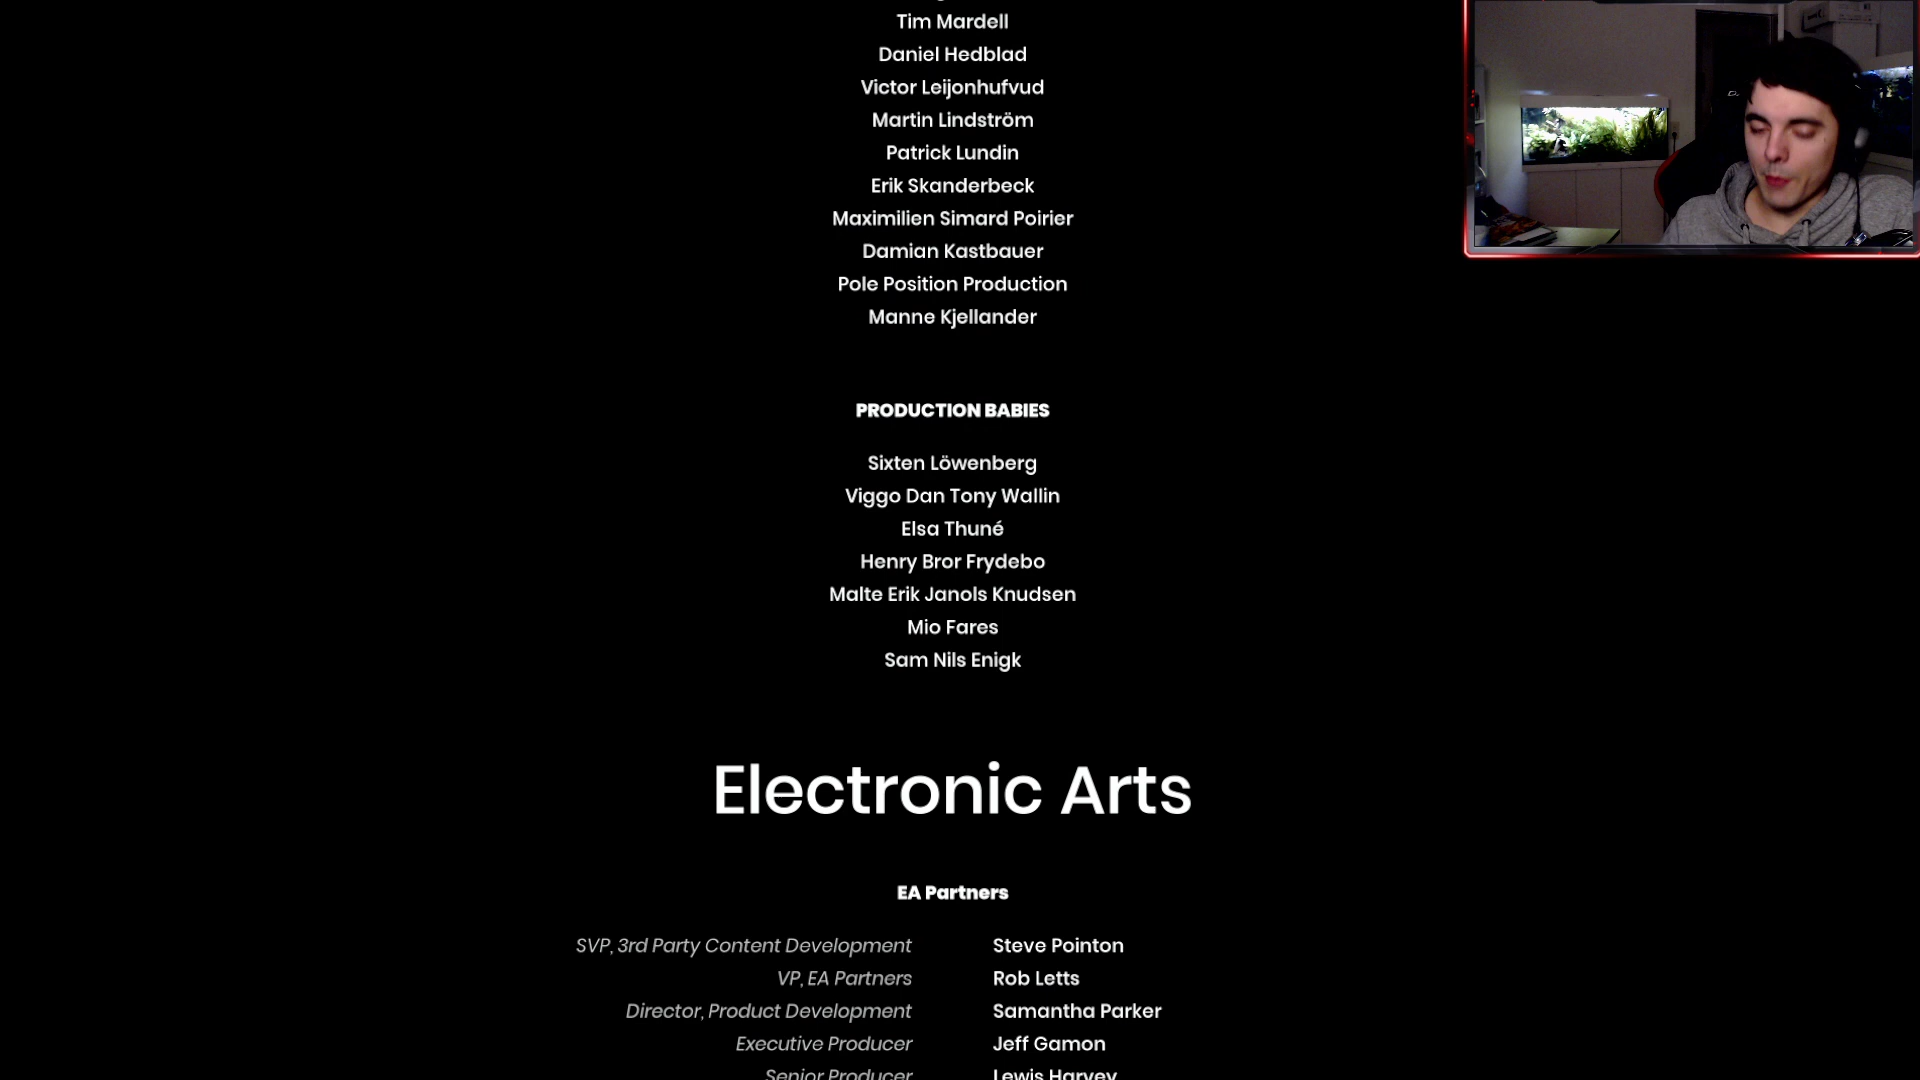 Tim Mardell
Daniel Hedblad
Victor Leijonhufvud
Martin Lindström
Patrick Lundin
Erik Skanderbeck
Maximilien Simard Poirier
Damian Kastbauer
Pole Position Production
Manne Kjellander
PRODUCTION BABIES
Sixten Löwenberg
Viggo Dan Tony Wallin
Elsa Thuné
Henry Bror Frydebo
Malte Erik Janols Knudsen
Mio Fares
Sam Nils Enigk
Electronic Arts
EA Partners
SVP, 3rd Party Content Development Steve Pointon
VP, EA Partners Rob Letts
Director, Product Development Samantha Parker
Executive Producer Jeff Gamon
Senior Producer Lewis Harvey